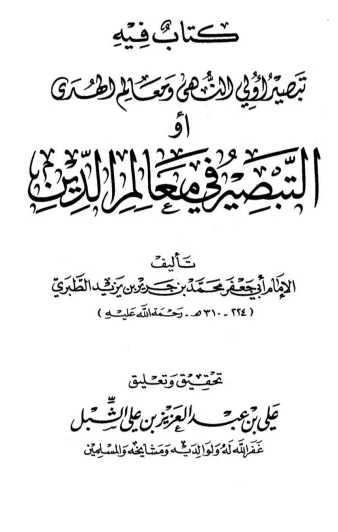 كتاب فيه
تبصير أولي النهى ومعالم الهدى
أو
التبصير في معالم الدين
تأليف
الإمام أبي جعفر محمد بن جرير بن يزيد الطبري
(٢٢٤ - ٣١٠ هـ - رحمة الله عليه)
تحقيق وتعليق
علي بن عبد العزيز بن علي الشبل
غفر الله له ولوالديه ومشايخه والمسلمين